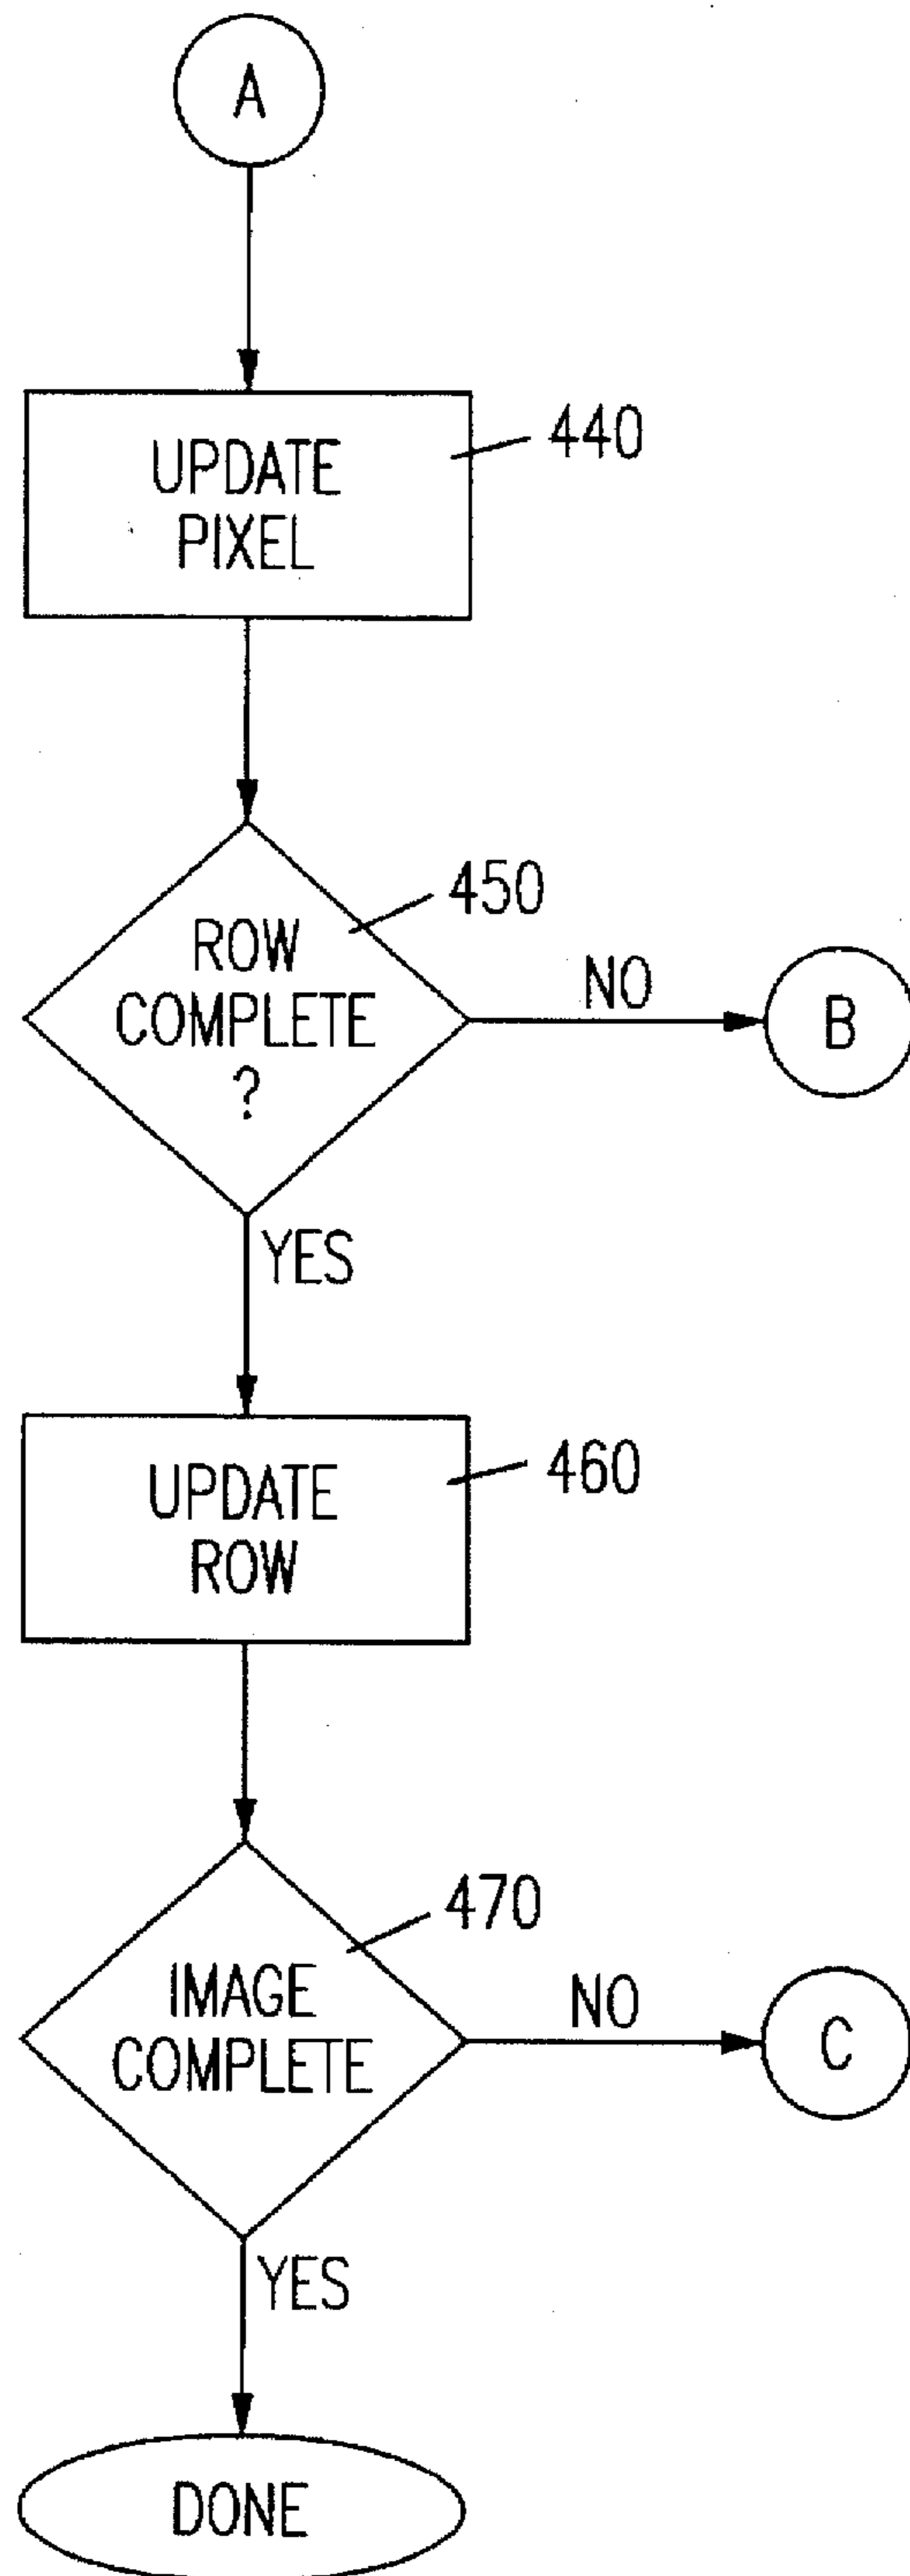 A
UPDATE
PIXEL
440
450
ROW
COMPLETE
?
NO
B
YES
UPDATE
ROW
460
470
IMAGE
COMPLETE
NO
C
YES
DONE